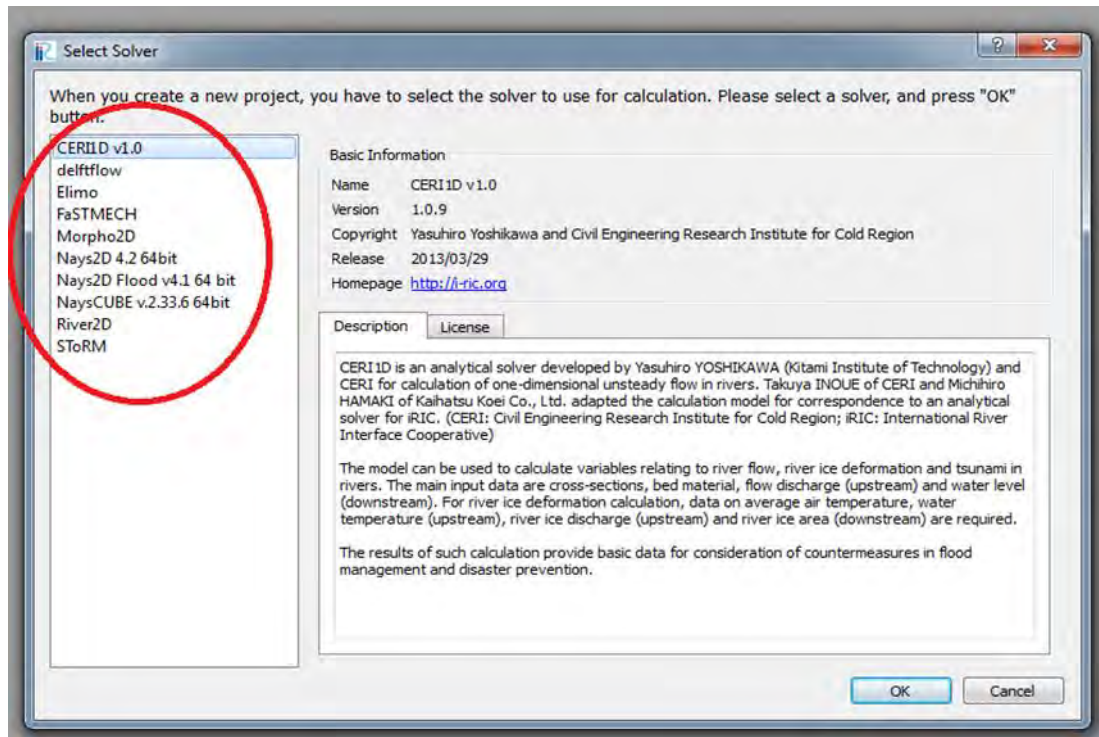 Select Solver
When you create a new project, you have to select the solver to use for calculation. Please select a solver, and press "OK"
button.
CERI1D v1.0
delftflow
Elimo
FaSTMECH
Morpho2D
Nays2D 4.2 64bit
Nays2D Flood v4.1 64 bit
NaysCUBE v.2.33.6 64bit
River2D
SToRM
Basic Information
Name CERI1D v1.0
Version 1.0.9
Copyright Yasuhiro Yoshikawa and Civil Engineering Research Institute for Cold Region
Release 2013/03/29
Homepage http://i-ric.org
Description License
CERI1D is an analytical solver developed by Yasuhiro YOSHIKAWA (Kitami Institute of Technology) and
CERI for calculation of one-dimensional unsteady flow in rivers. Takuya INOUE of CERI and Michihiro
HAMAKI of Kaihatsu Koei Co., Ltd. adapted the calculation model for correspondence to an analytical
solver for iRIC. (CERI: Civil Engineering Research Institute for Cold Region; iRIC: International River
Interface Cooperative)
The model can be used to calculate variables relating to river flow, river ice deformation and tsunami in
rivers. The main input data are cross-sections, bed material, flow discharge (upstream) and water level
(downstream). For river ice deformation calculation, data on average air temperature, water
temperature (upstream), river ice discharge (upstream) and river ice area (downstream) are required.
The results of such calculation provide basic data for consideration of countermeasures in flood
management and disaster prevention.
OK Cancel